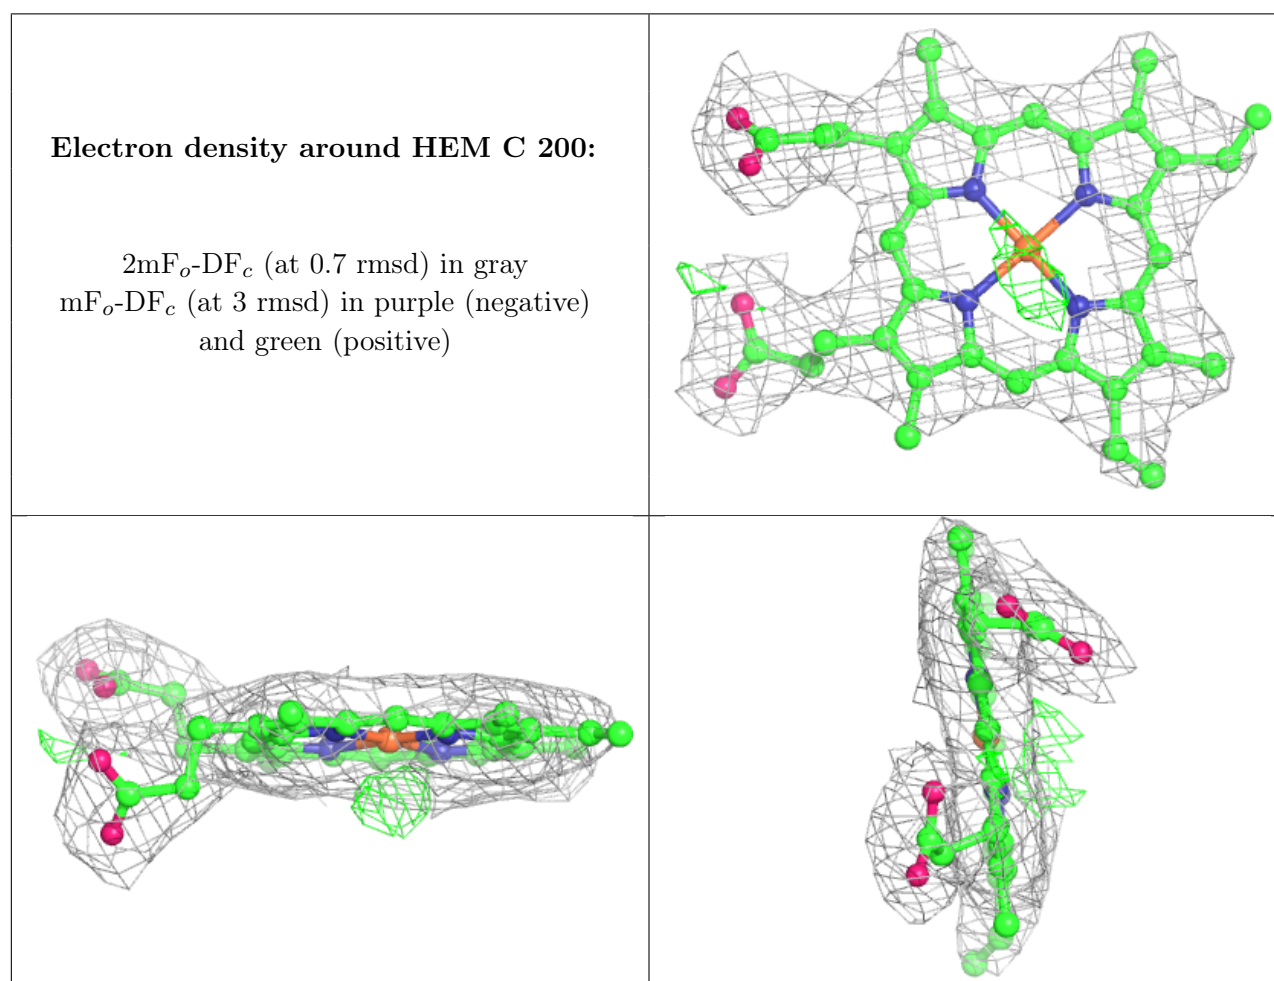 Electron density around HEM C 200:
2mFo-DFc (at 0.7 rmsd) in gray
mFo-DFc (at 3 rmsd) in purple (negative)
and green (positive)